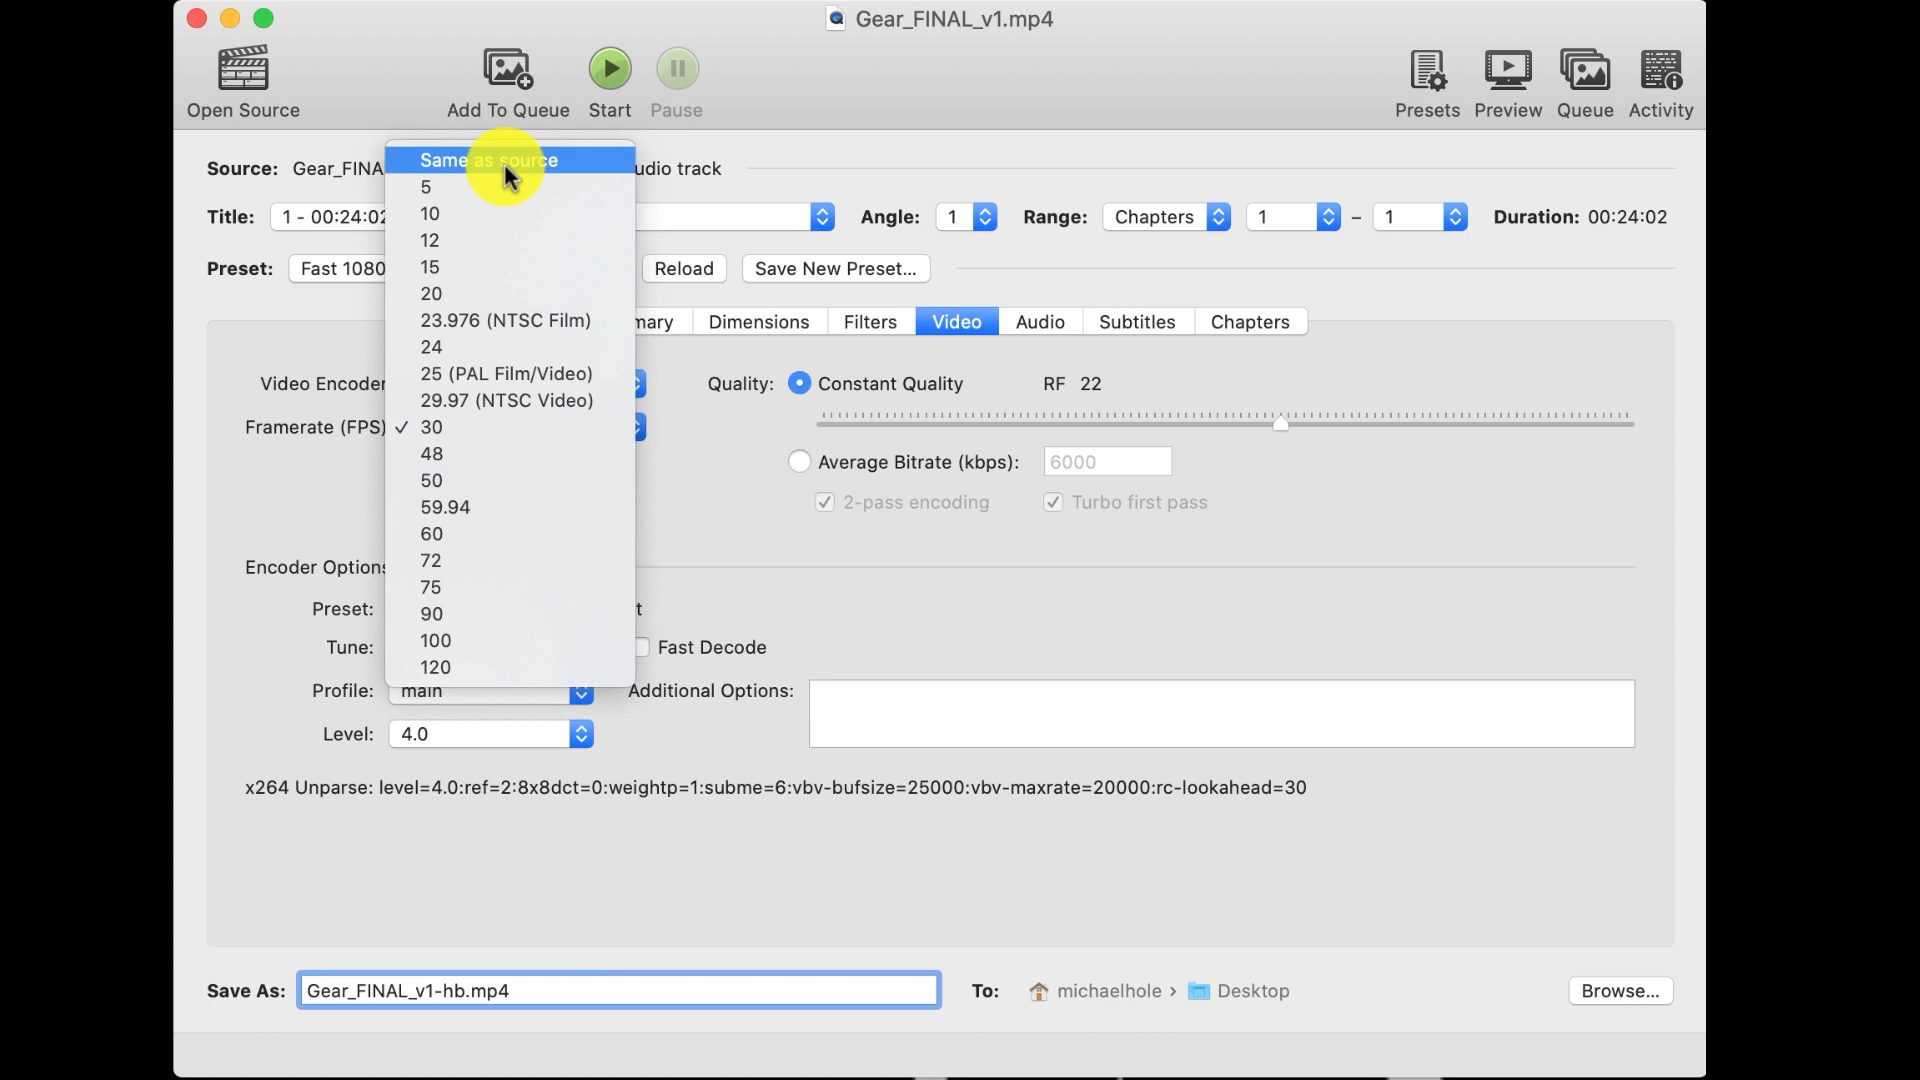 Gear_FINAL_v1.mp4
Open Source
Add To Queue
Start
Pause
Presets
Preview
Queue
Activity
Source: Gear_FINA
udio track
Title: 1 - 00:24:02
Angle: 1
Range: Chapters 1 – 1
Duration: 00:24:02
Preset: Fast 1080
Reload
Save New Preset...
mary
Dimensions
Filters
Video
Audio
Subtitles
Chapters
Same as source
5
10
12
15
20
23.976 (NTSC Film)
24
25 (PAL Film/Video)
29.97 (NTSC Video)
✓ 30
48
50
59.94
60
72
75
90
100
120
Video Encoder
Framerate (FPS)
Quality: Constant Quality
RF 22
Average Bitrate (kbps): 6000
2-pass encoding
Turbo first pass
Encoder Options
Preset:
t
Tune:
Fast Decode
Profile: main
Additional Options:
Level: 4.0
x264 Unparse: level=4.0:ref=2:8x8dct=0:weightp=1:subme=6:vbv-bufsize=25000:vbv-maxrate=20000:rc-lookahead=30
Save As: Gear_FINAL_v1-hb.mp4
To: michaelhole › Desktop
Browse...